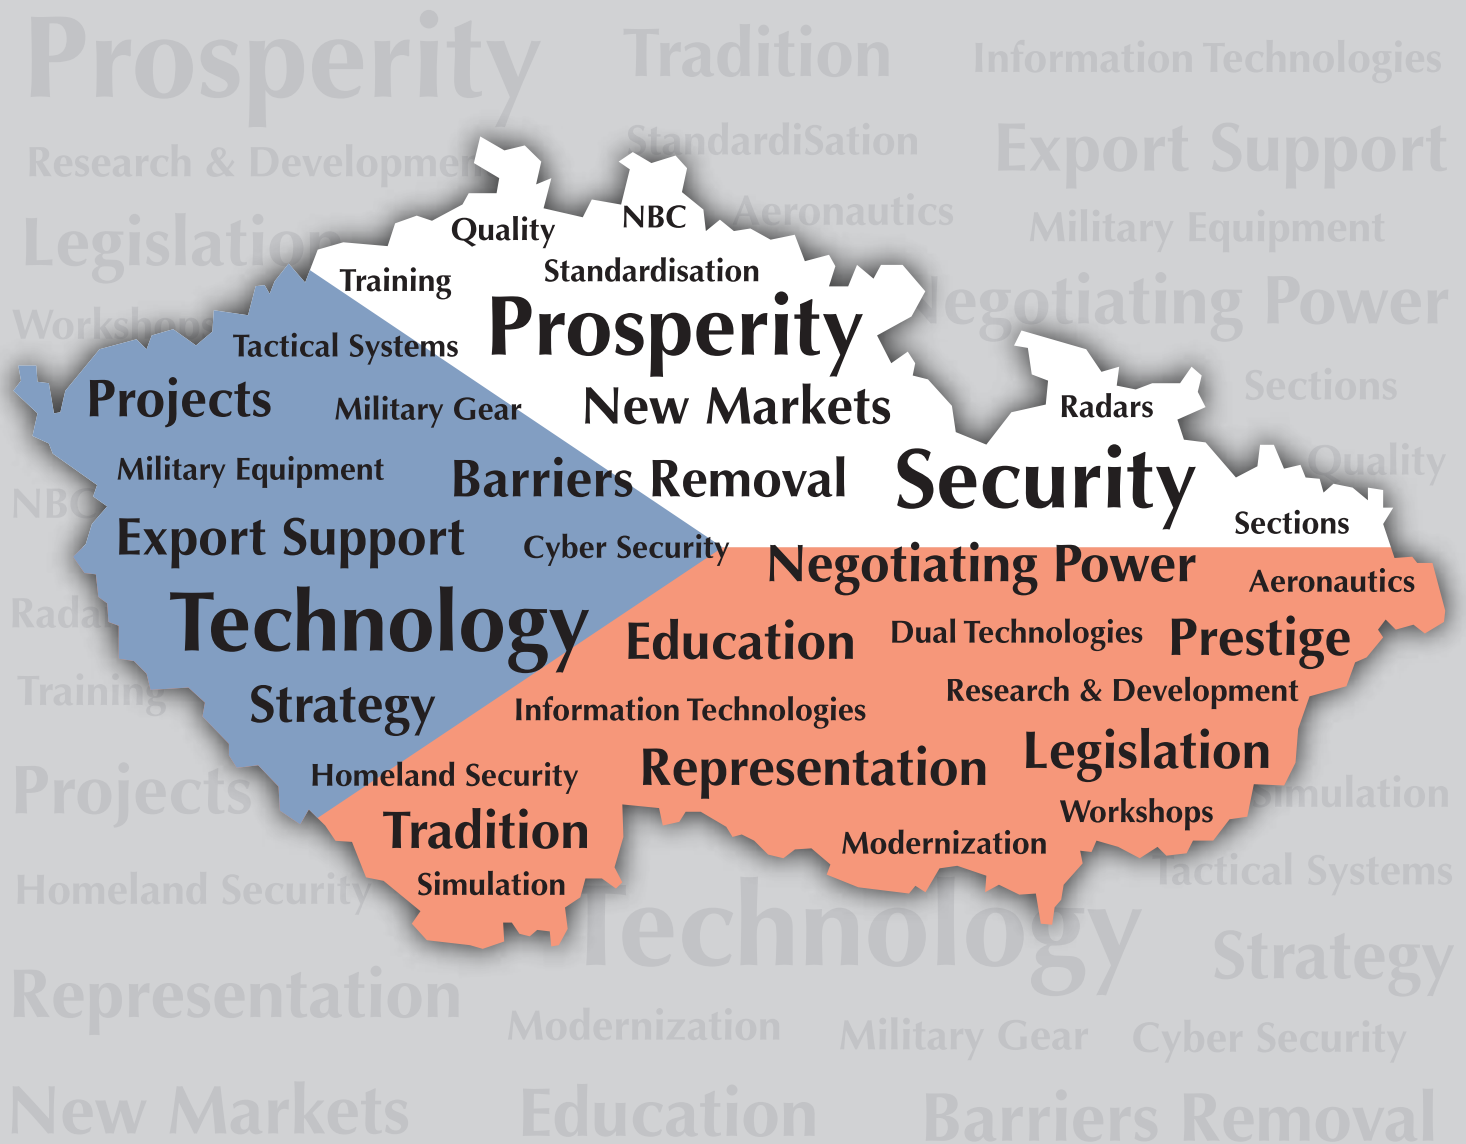 Prosperity
Tradition
Information Technologies
Research & Developmen
StandardiSation
Export Support
Legislation
Aeronautics
Military Equipment
Workshops
Negotiating Power
Sections
Quality
NBC
Training
Projects
Simulation
Homeland Security
Tactical Systems
Technology
Strategy
Representation
Modernization
Military Gear
Cyber Security
New Markets
Education
Barriers Removal
Quality
NBC
Training
Standardisation
Prosperity
Tactical Systems
Projects
Military Gear
New Markets
Radars
Military Equipment
Barriers Removal
Security
Sections
Export Support
Cyber Security
Negotiating Power
Aeronautics
Technology
Education
Dual Technologies
Prestige
Strategy
Information Technologies
Research & Development
Homeland Security
Representation
Legislation
Tradition
Workshops
Modernization
Simulation